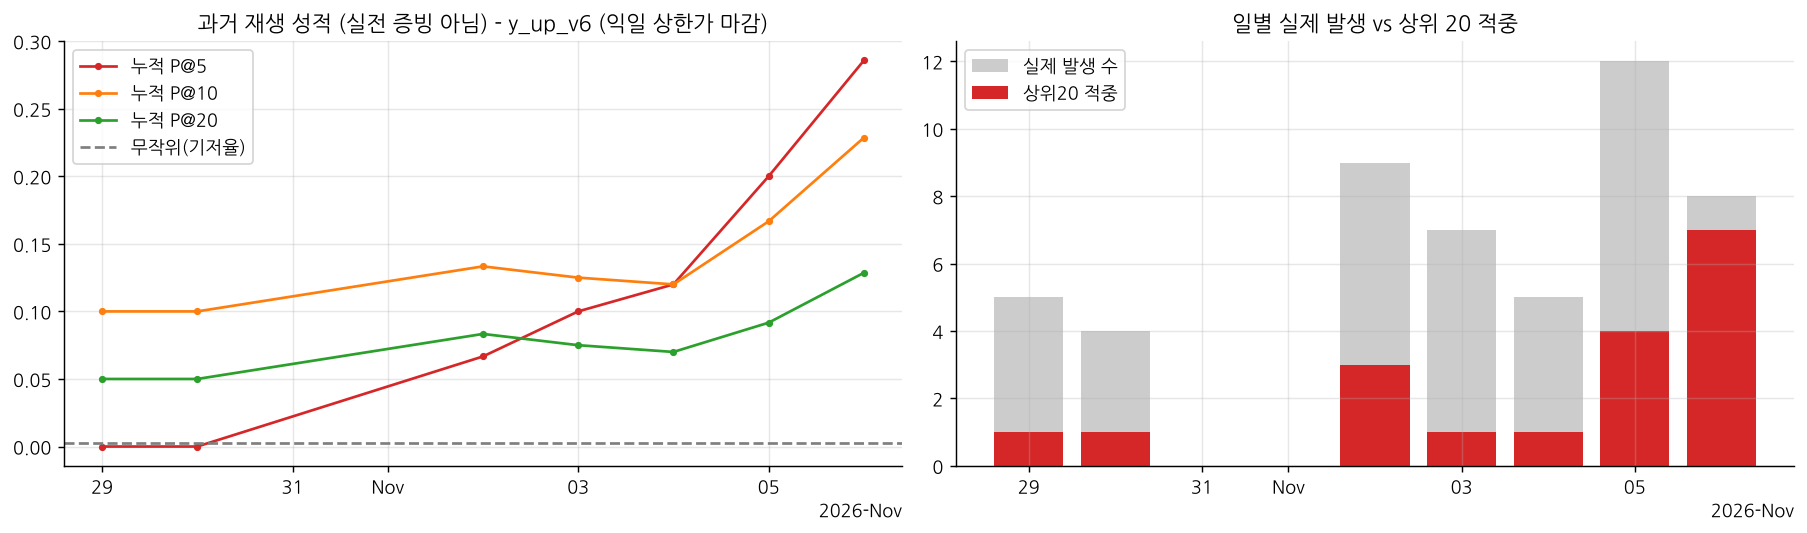 과거 재생 성적 (실전 증빙 아님) - y_up_v6 (익일 상한가 마감)
0.30
0.25
0.20
0.15
0.10
0.05
0.00
누적 P@5
누적 P@10
누적 P@20
무작위(기저율)
29
31
Nov
03
05
2026-Nov
일별 실제 발생 vs 상위 20 적중
12
10
8
6
4
2
0
실제 발생 수
상위20 적중
29
31
Nov
03
05
2026-Nov